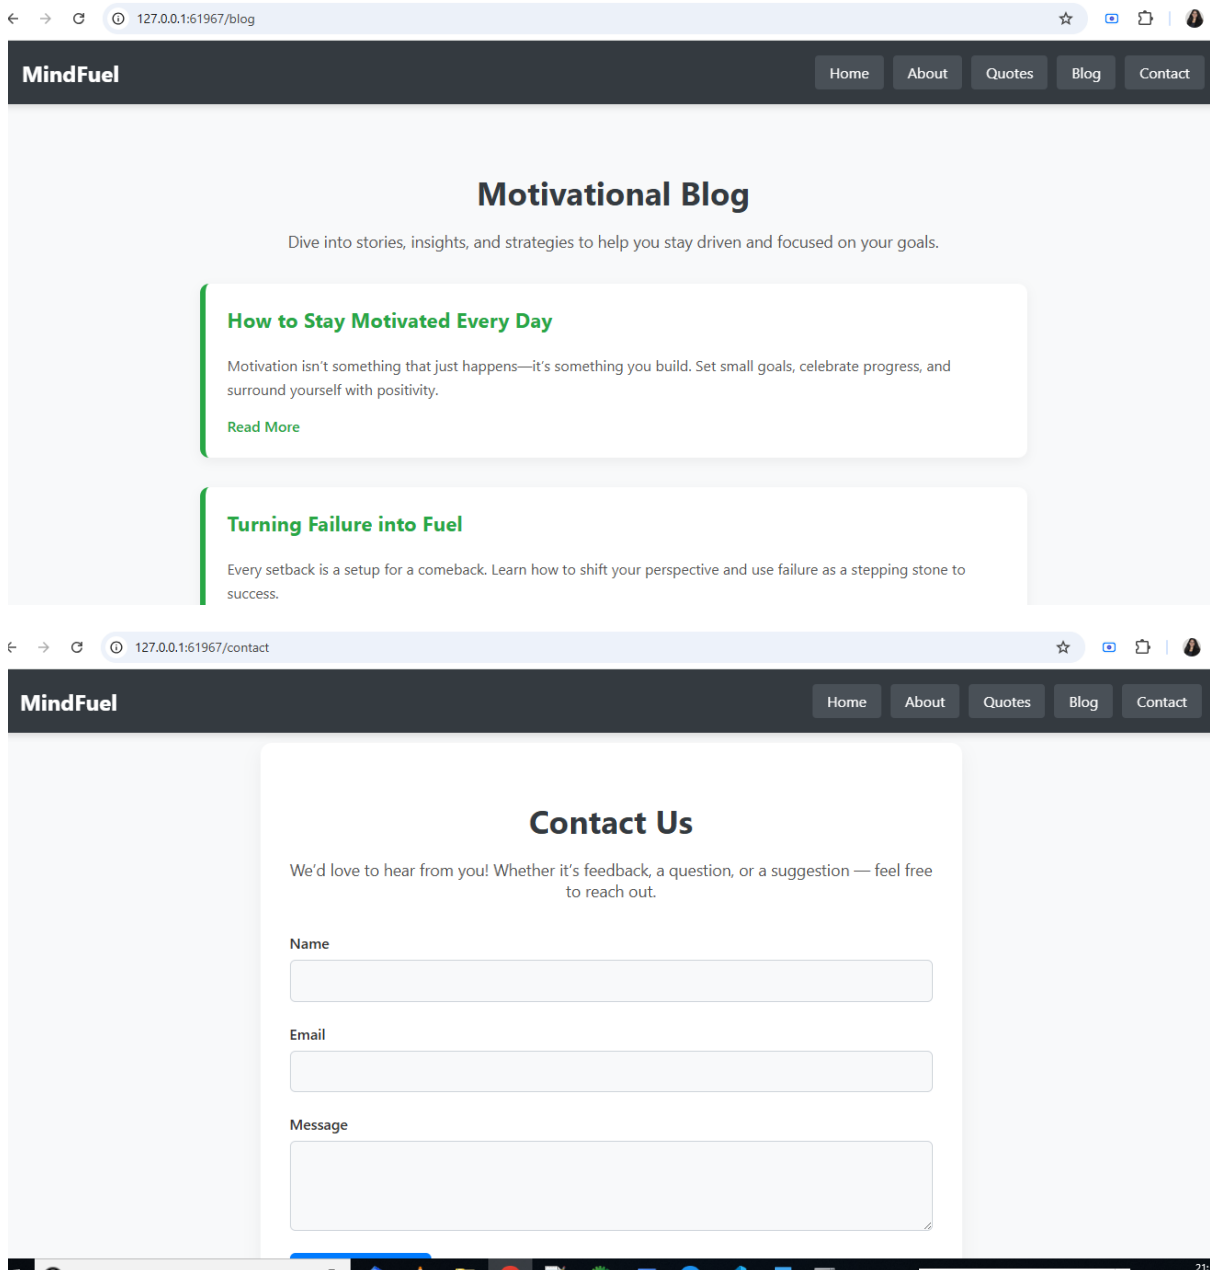 127.0.0.1:61967/blog
MindFuel
Home About Quotes Blog Contact
Motivational Blog
Dive into stories, insights, and strategies to help you stay driven and focused on your goals.
How to Stay Motivated Every Day
Motivation isn’t something that just happens—it’s something you build. Set small goals, celebrate progress, and
surround yourself with positivity.
Read More
Turning Failure into Fuel
Every setback is a setup for a comeback. Learn how to shift your perspective and use failure as a stepping stone to
success.
127.0.0.1:61967/contact
MindFuel
Home About Quotes Blog Contact
Contact Us
We’d love to hear from you! Whether it’s feedback, a question, or a suggestion — feel free
to reach out.
Name
Email
Message